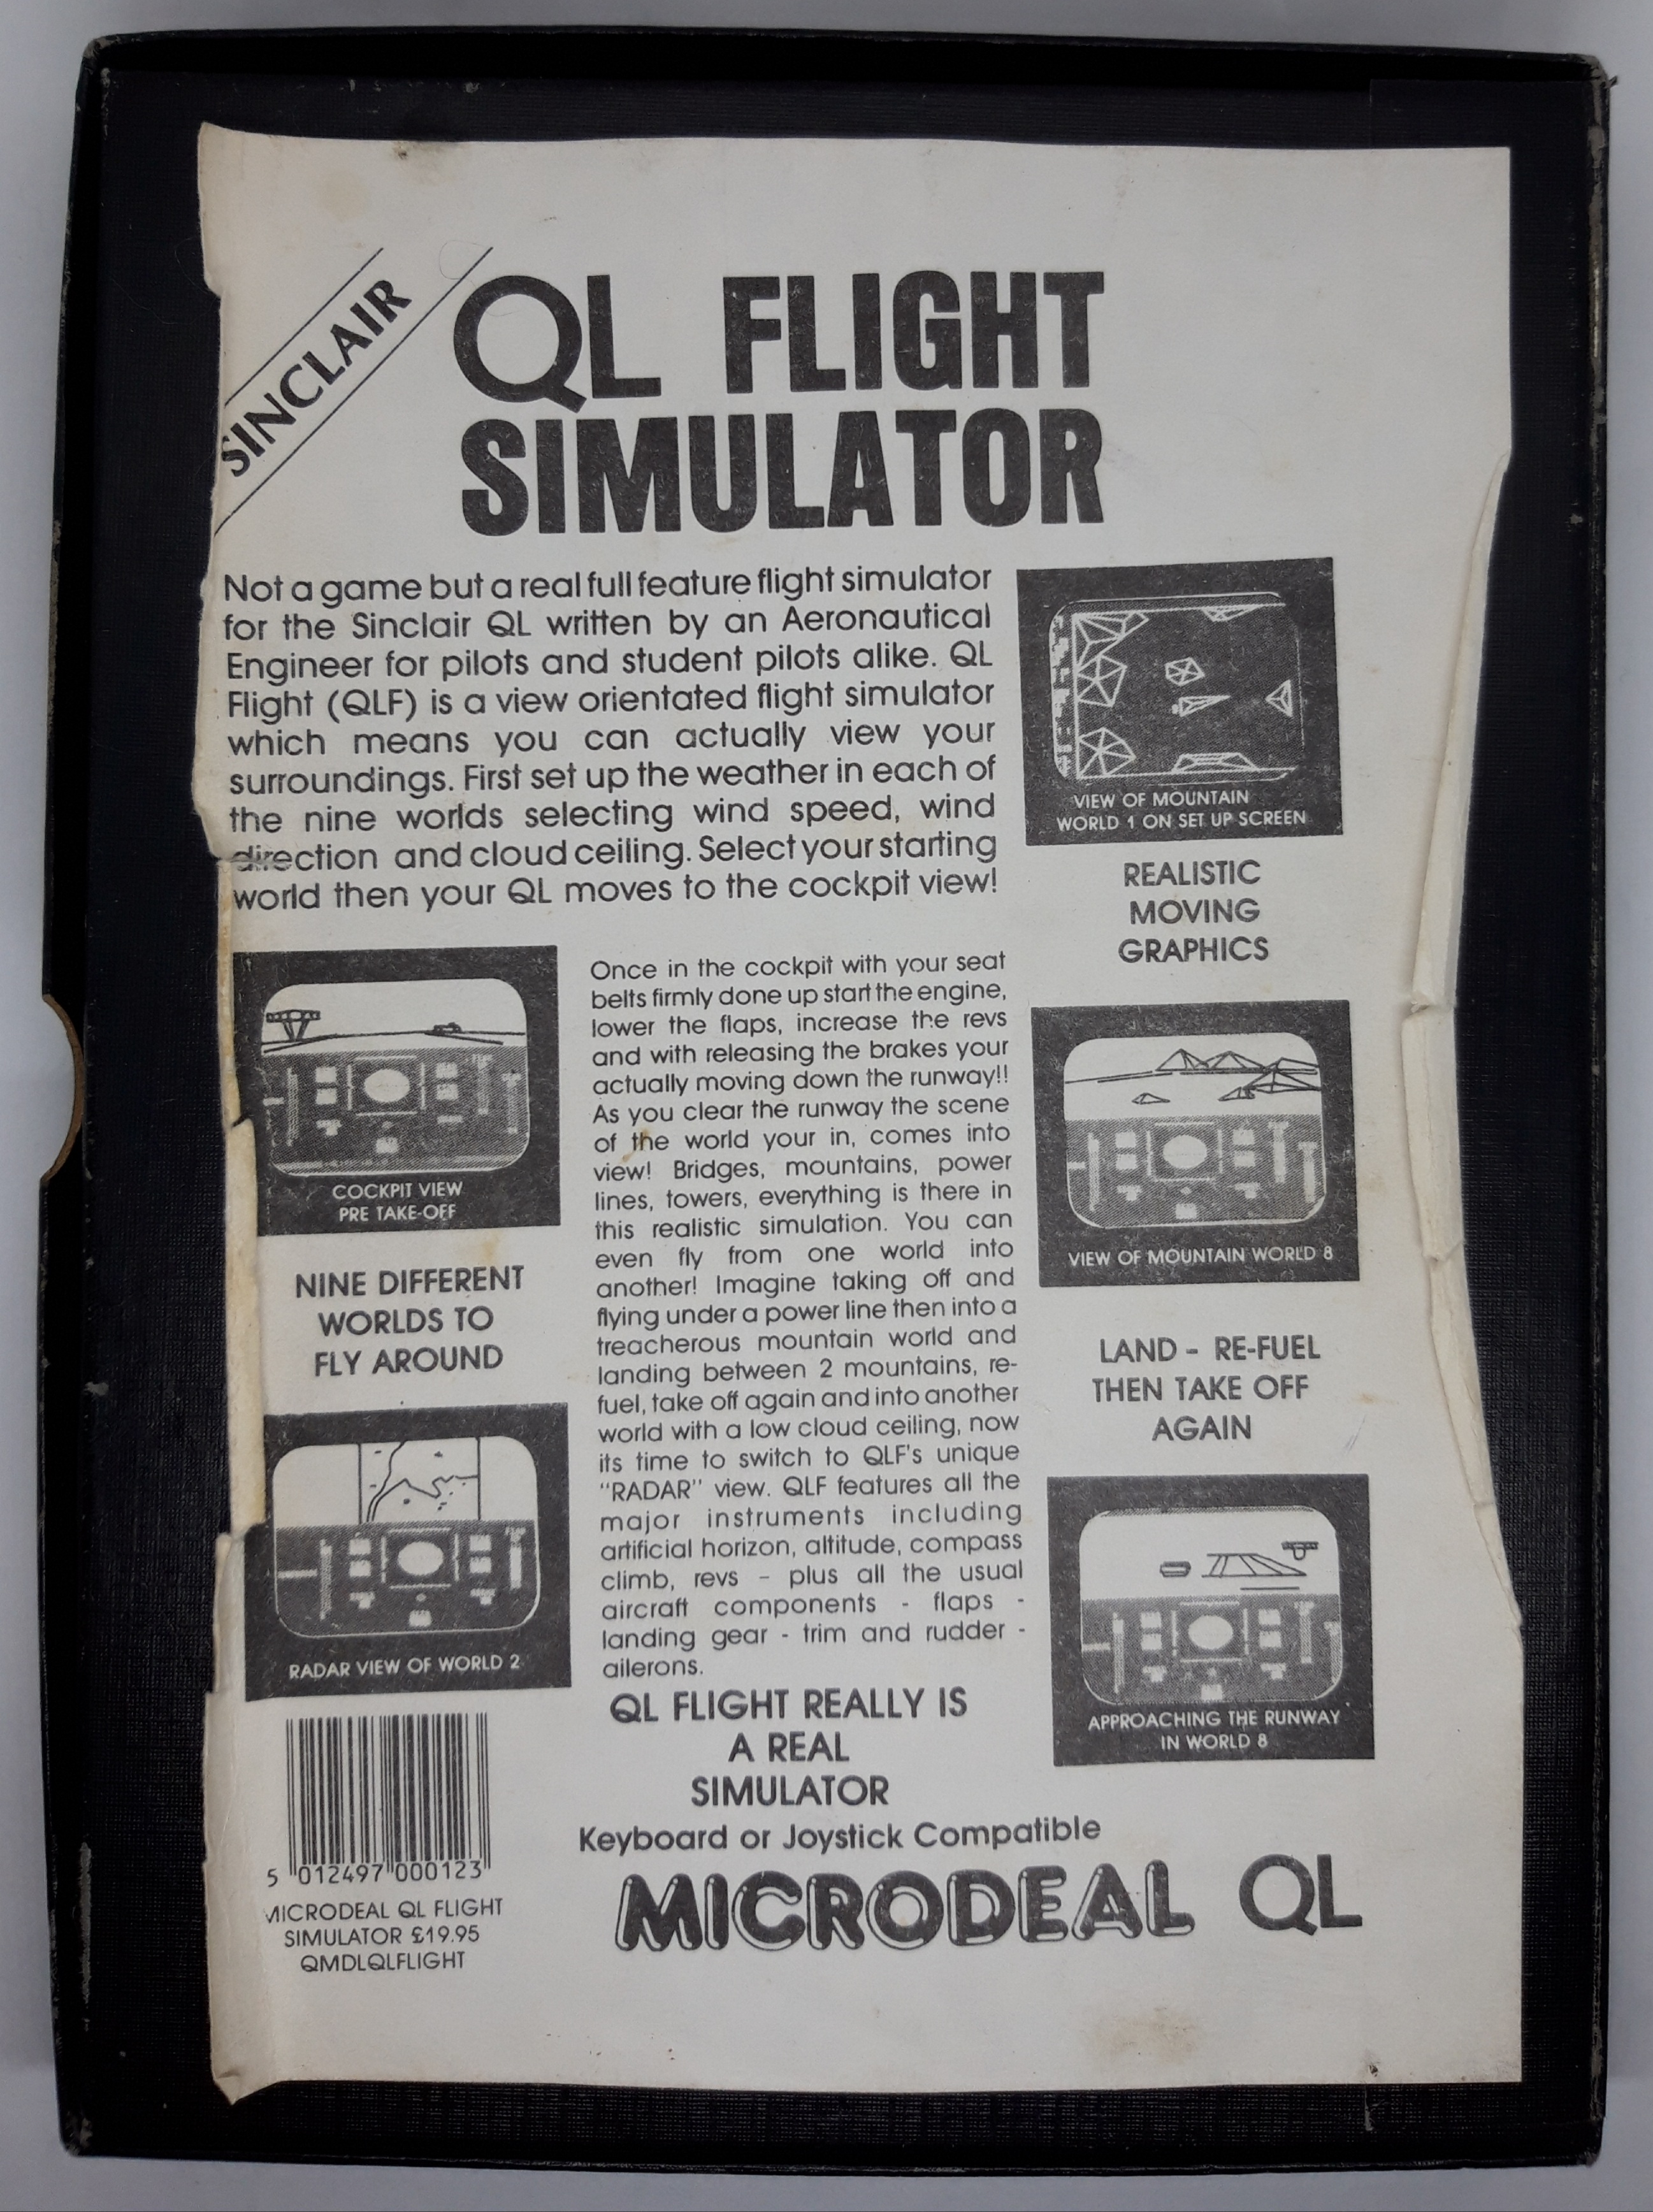 SINCLAIR
QL FLIGHT
SIMULATOR
Not a game but a real full feature flight simulator
for the Sinclair QL written by an Aeronautical
Engineer for pilots and student pilots alike. QL
Flight (QLF) is a view orientated flight simulator
which means you can actually view your
surroundings. First set up the weather in each of
the nine worlds selecting wind speed, wind
direction and cloud ceiling. Select your starting
world then your QL moves to the cockpit view!
VIEW OF MOUNTAIN
WORLD 1 ON SET UP SCREEN
REALISTIC
MOVING
GRAPHICS
COCKPIT VIEW
PRE TAKE-OFF
NINE DIFFERENT
WORLDS TO
FLY AROUND
RADAR VIEW OF WORLD 2
Once in the cockpit with your seat
belts firmly done up start the engine,
lower the flaps, increase the revs
and with releasing the brakes your
actually moving down the runway!!
As you clear the runway the scene
of the world your in, comes into
view! Bridges, mountains, power
lines, towers, everything is there in
this realistic simulation. You can
even fly from one world into
another! Imagine taking off and
flying under a power line then into a
treacherous mountain world and
landing between 2 mountains, re-
fuel, take off again and into another
world with a low cloud ceiling, now
its time to switch to QLF's unique
"RADAR" view. QLF features all the
major instruments including
artificial horizon, altitude, compass
climb, revs - plus all the usual
aircraft components - flaps -
landing gear - trim and rudder -
ailerons.
VIEW OF MOUNTAIN WORLD 8
LAND - RE-FUEL
THEN TAKE OFF
AGAIN
APPROACHING THE RUNWAY
IN WORLD 8
QL FLIGHT REALLY IS
A REAL
SIMULATOR
Keyboard or Joystick Compatible
MICRODEAL QL
5 012497 000123
MICRODEAL QL FLIGHT
SIMULATOR £19.95
QMDLQLFLIGHT